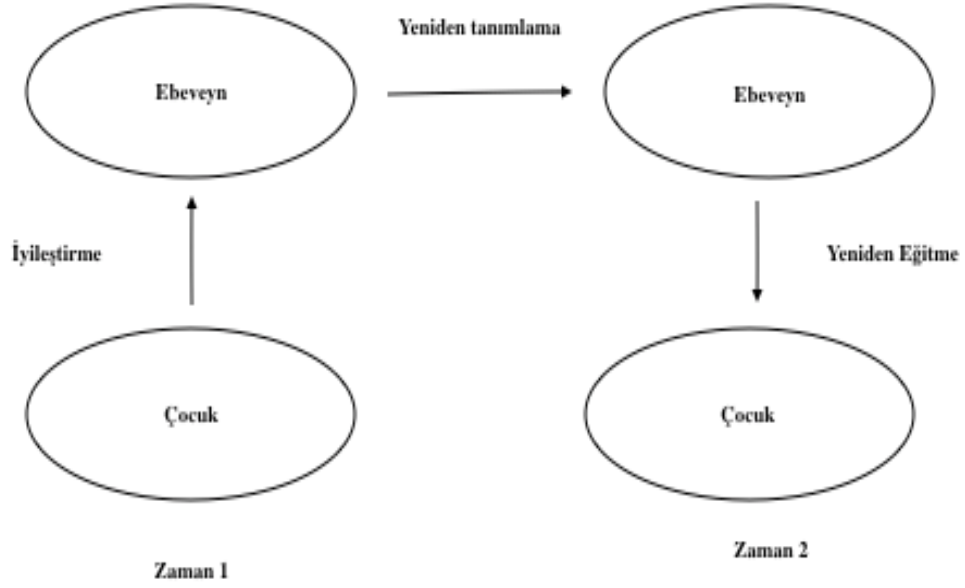 Yeniden tanımlama
Ebeveyn
Ebeveyn
İyileştirme
Yeniden Eğitme
Çocuk
Çocuk
Zaman 1
Zaman 2